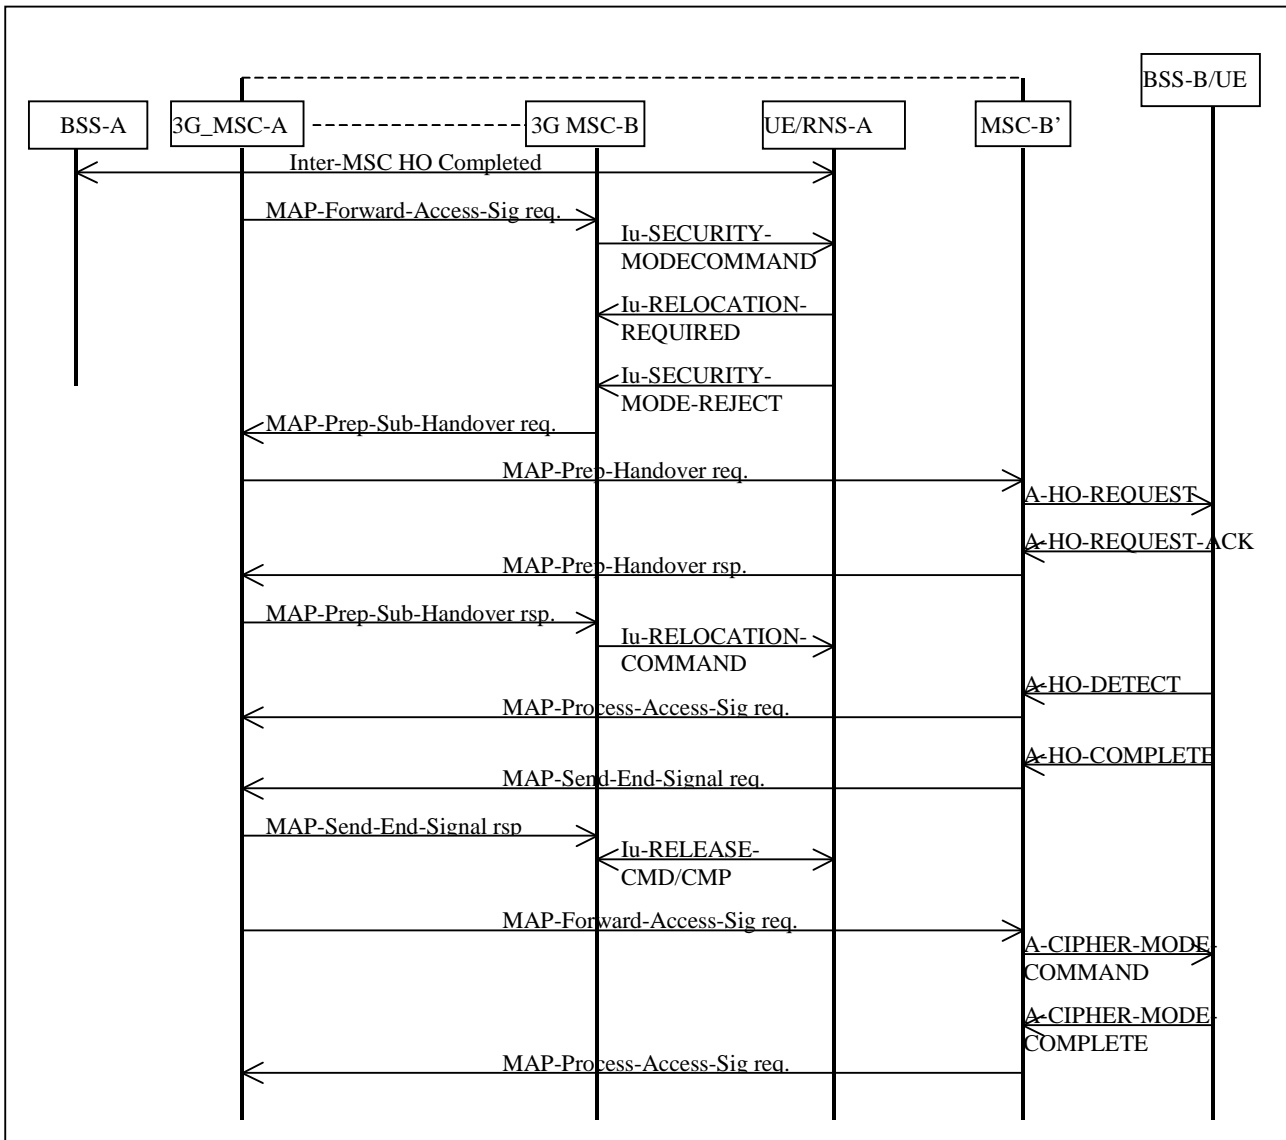 BSS-B/UE
BSS-A
3G_MSC-A
3G MSC-B
UE/RNS-A
MSC-B’
Inter-MSC HO Completed
MAP-Forward-Access-Sig req.
Iu-SECURITY-
MODECOMMAND
Iu-RELOCATION-
REQUIRED
Iu-SECURITY-
MODE-REJECT
MAP-Prep-Sub-Handover req.
MAP-Prep-Handover req.
A-HO-REQUEST
A-HO-REQUEST-ACK
MAP-Prep-Handover rsp.
MAP-Prep-Sub-Handover rsp.
Iu-RELOCATION-
COMMAND
A-HO-DETECT
MAP-Process-Access-Sig req.
A-HO-COMPLETE
MAP-Send-End-Signal req.
MAP-Send-End-Signal rsp
Iu-RELEASE-
CMD/CMP
MAP-Forward-Access-Sig req.
A-CIPHER-MODE-
COMMAND
A-CIPHER-MODE-
COMPLETE
MAP-Process-Access-Sig req.